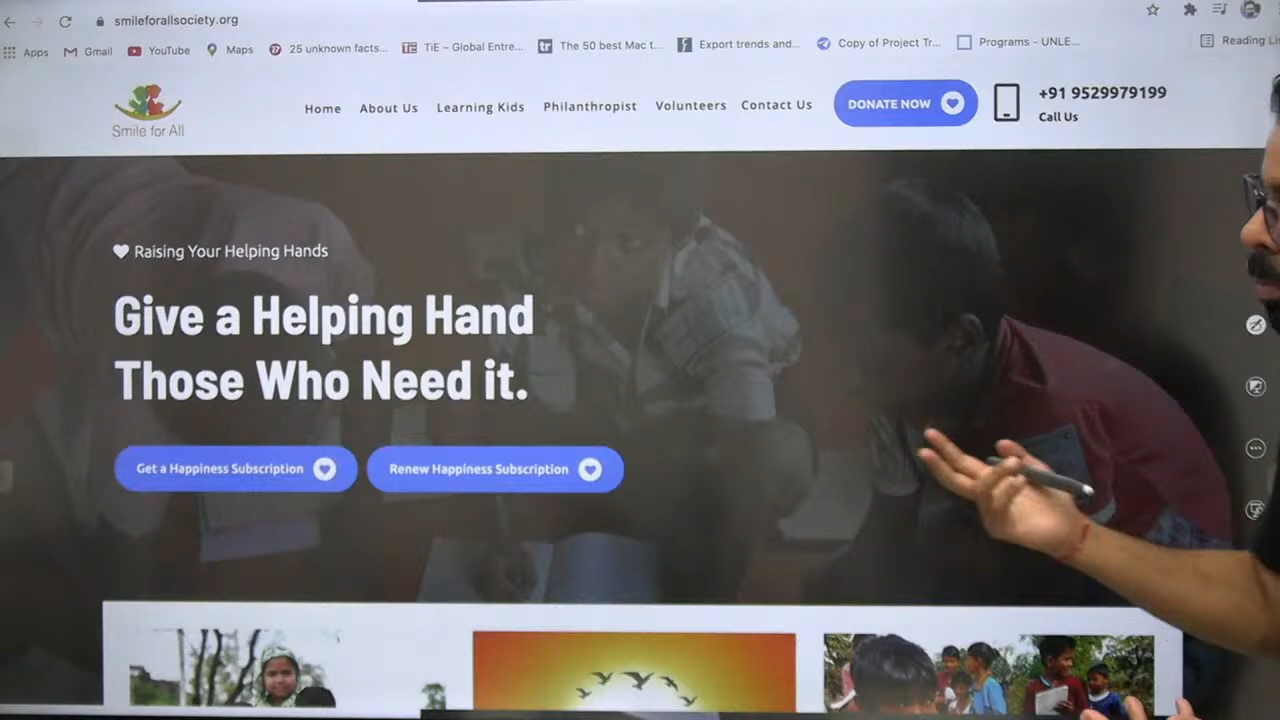 smileforallsociety.org
Apps
Gmail
YouTube
Maps
25 unknown facts...
TiE – Global Entre...
The 50 best Mac t...
Export trends and...
Copy of Project Tr...
Programs – UNLE...
Reading Lis
Smile for All
Home
About Us
Learning Kids
Philanthropist
Volunteers
Contact Us
DONATE NOW
+91 9529979199
Call Us
Raising Your Helping Hands
Give a Helping Hand
Those Who Need it.
Get a Happiness Subscription
Renew Happiness Subscription